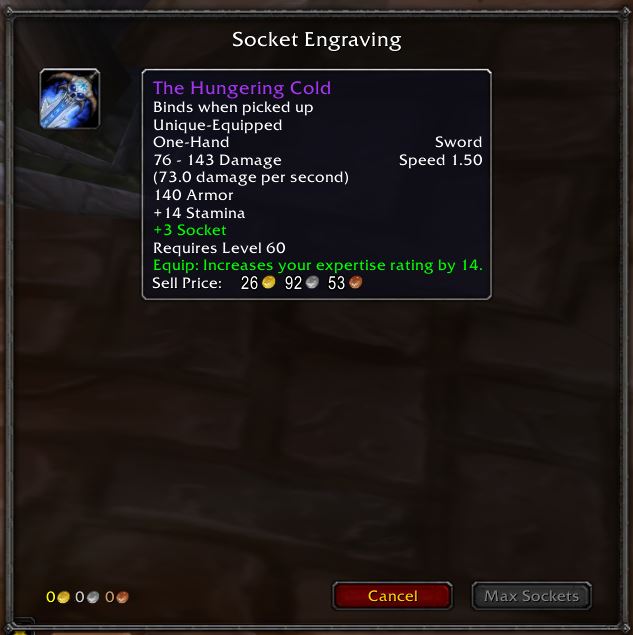 Socket Engraving
The Hungering Cold
Binds when picked up
Unique-Equipped
One-Hand Sword
76 - 143 Damage Speed 1.50
(73.0 damage per second)
140 Armor
+14 Stamina
+3 Socket
Requires Level 60
Equip: Increases your expertise rating by 14.
Sell Price: 26 92 53
0 0 0 Cancel Max Sockets